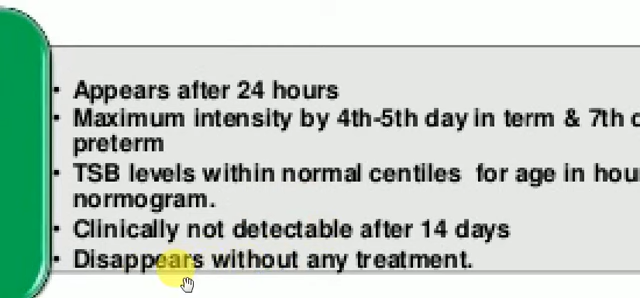 • Appears after 24 hours
• Maximum intensity by 4th-5th day in term & 7th
preterm
• TSB levels within normal centiles for age in
normogram.
• Clinically not detectable after 14 days
• Disappears without any treatment.